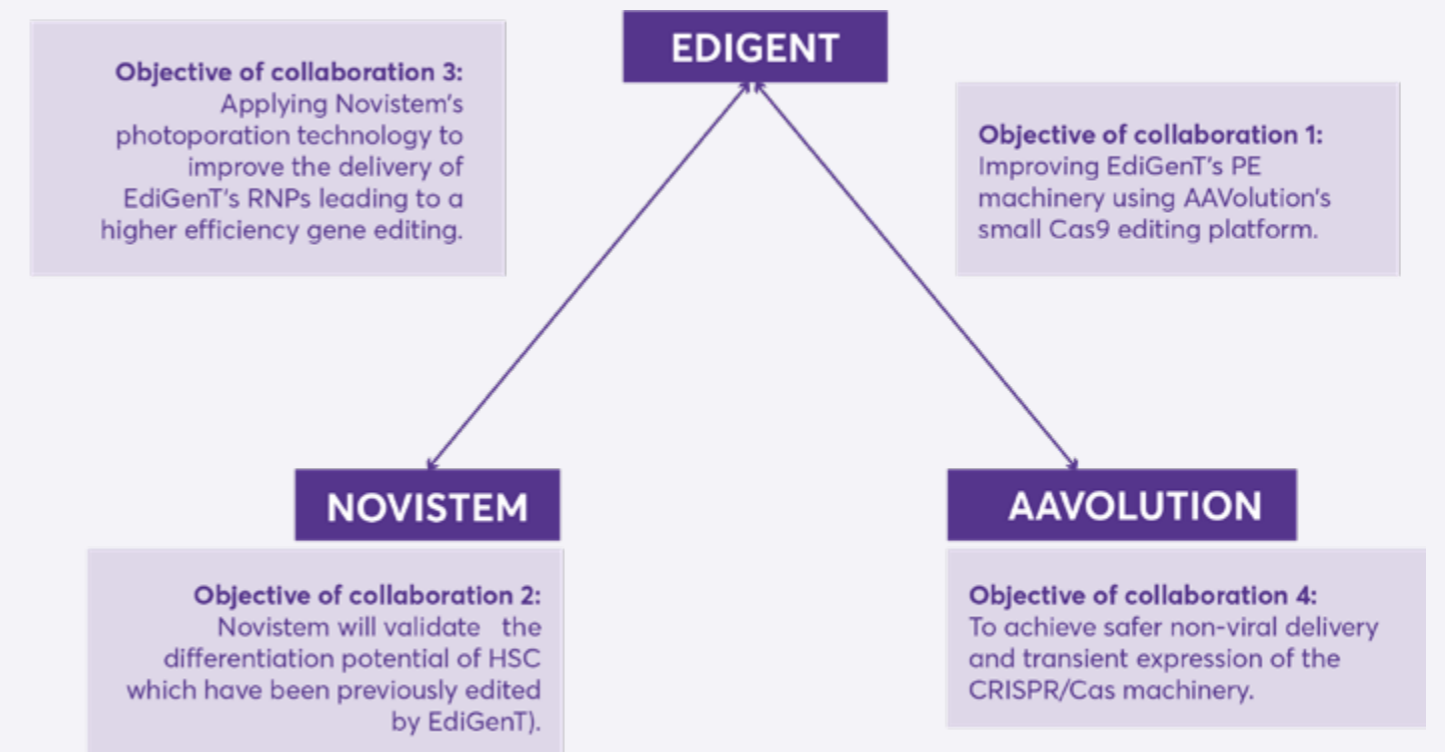 EDIGENT
Objective of collaboration 3:
Applying Novistem's
photoporation technology to
improve the delivery of
EdiGenT's RNPs leading to a
higher efficiency gene editing.
Objective of collaboration 1:
Improving EdiGenT's PE
machinery using AAVolution's
small Cas9 editing platform.
NOVISTEM
Objective of collaboration 2:
Novistem will validate the
differentiation potential of HSC
which have been previously edited
by EdiGenT).
AAVOLUTION
Objective of collaboration 4:
To achieve safer non-viral delivery
and transient expression of the
CRISPR/Cas machinery.